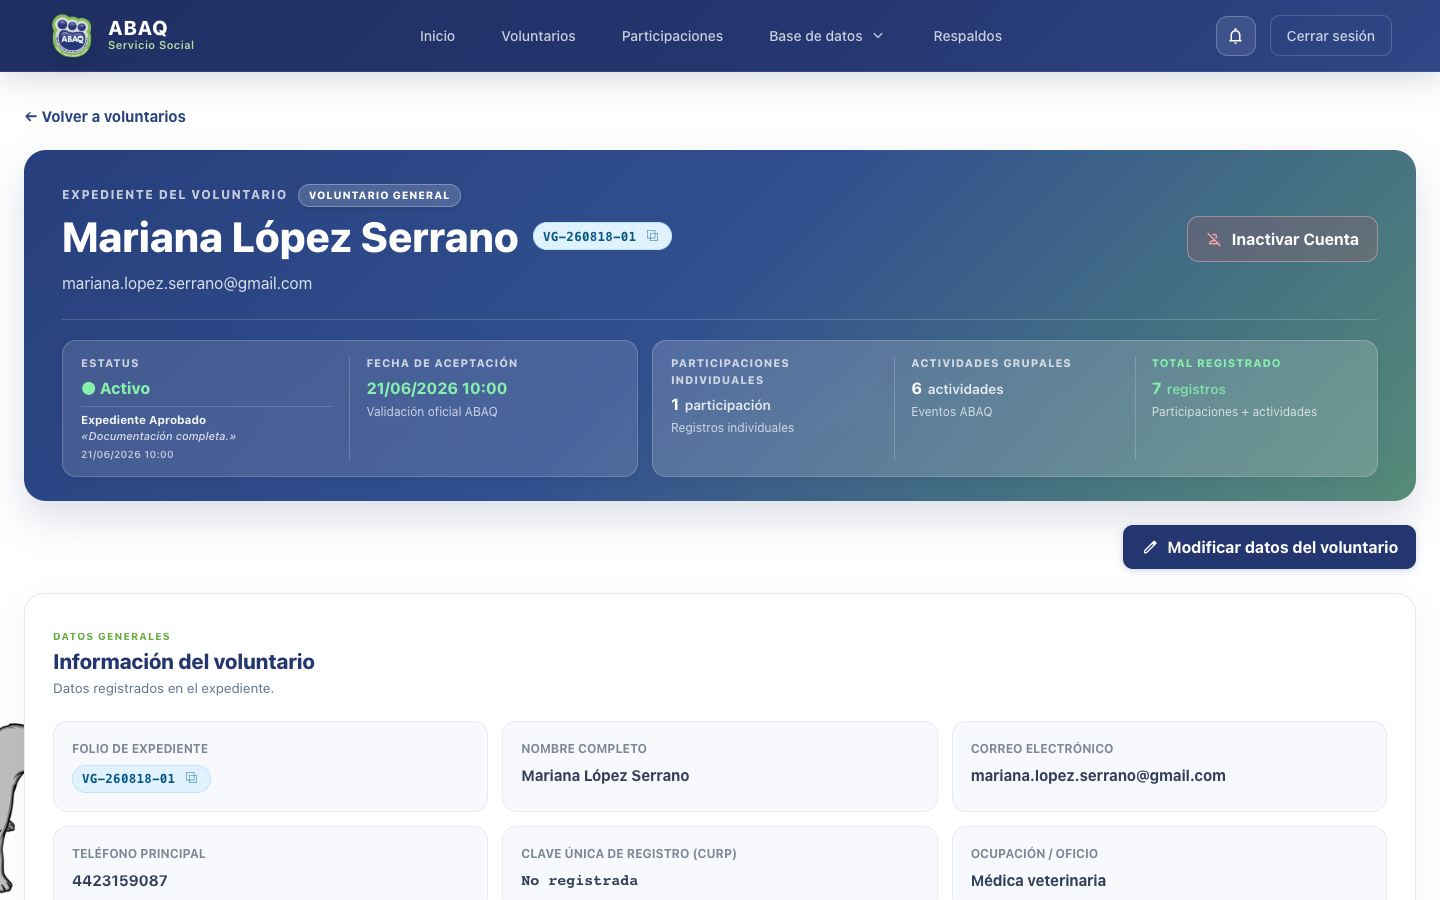 ABAQ
ABAQ
Servicio Social
Inicio
Voluntarios
Participaciones
Base de datos
Respaldos
Cerrar sesión
← Volver a voluntarios
EXPEDIENTE DEL VOLUNTARIO
VOLUNTARIO GENERAL
Mariana López Serrano
VG-260818-01
mariana.lopez.serrano@gmail.com
Inactivar Cuenta
ESTATUS
Activo
Expediente Aprobado
«Documentación completa.»
21/06/2026 10:00
FECHA DE ACEPTACIÓN
21/06/2026 10:00
Validación oficial ABAQ
PARTICIPACIONES
INDIVIDUALES
1 participación
Registros individuales
ACTIVIDADES GRUPALES
6 actividades
Eventos ABAQ
TOTAL REGISTRADO
7 registros
Participaciones + actividades
Modificar datos del voluntario
DATOS GENERALES
Información del voluntario
Datos registrados en el expediente.
FOLIO DE EXPEDIENTE
VG-260818-01
NOMBRE COMPLETO
Mariana López Serrano
CORREO ELECTRÓNICO
mariana.lopez.serrano@gmail.com
TELÉFONO PRINCIPAL
4423159087
CLAVE ÚNICA DE REGISTRO (CURP)
No registrada
OCUPACIÓN / OFICIO
Médica veterinaria